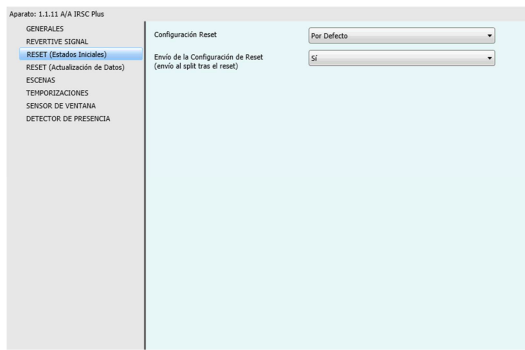 Aparato: 1.1.11 A/A IRSC Plus
GENERALES
REVERTIVE SIGNAL
RESET (Estados Iniciales)
RESET (Actualización de Datos)
ESCENAS
TEMPORIZACIONES
SENSOR DE VENTANA
DETECTOR DE PRESENCIA
Configuración Reset
Por Defecto
Envío de la Configuración de Reset
(envío al split tras el reset)
Sí